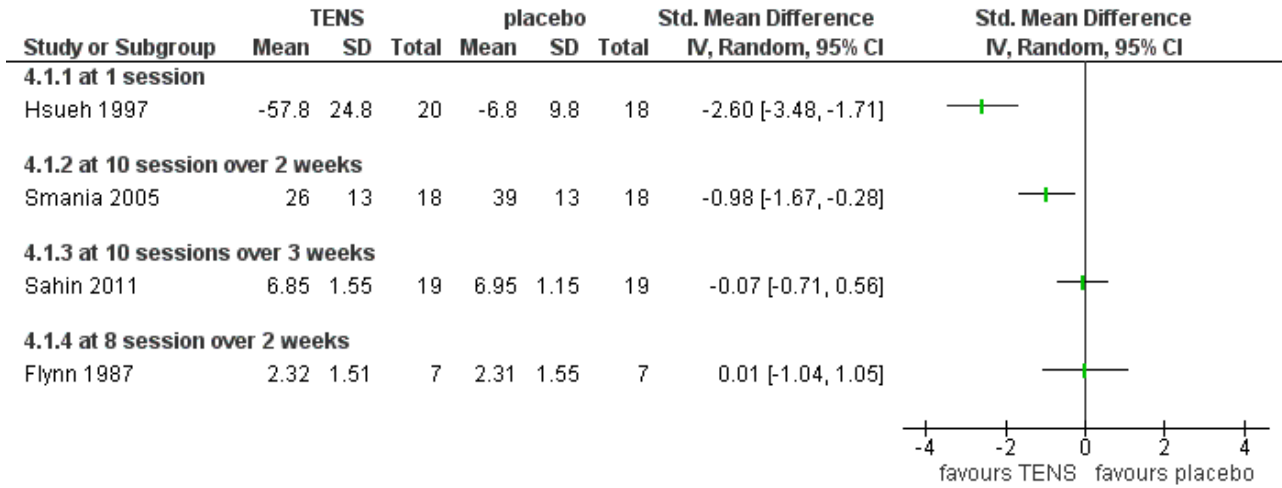 TENS placebo Std. Mean Difference Std. Mean Difference
Study or Subgroup Mean SD Total Mean SD Total IV, Random, 95% CI IV, Random, 95% CI
4.1.1 at 1 session
Hsueh 1997 -57.8 24.8 20 -6.8 9.8 18 -2.60 [-3.48, -1.71]
4.1.2 at 10 session over 2 weeks
Smania 2005 26 13 18 39 13 18 -0.98 [-1.67, -0.28]
4.1.3 at 10 sessions over 3 weeks
Sahin 2011 6.85 1.55 19 6.95 1.15 19 -0.07 [-0.71, 0.56]
4.1.4 at 8 session over 2 weeks
Flynn 1987 2.32 1.51 7 2.31 1.55 7 0.01 [-1.04, 1.05]
-4 -2 0 2 4
favours TENS favours placebo